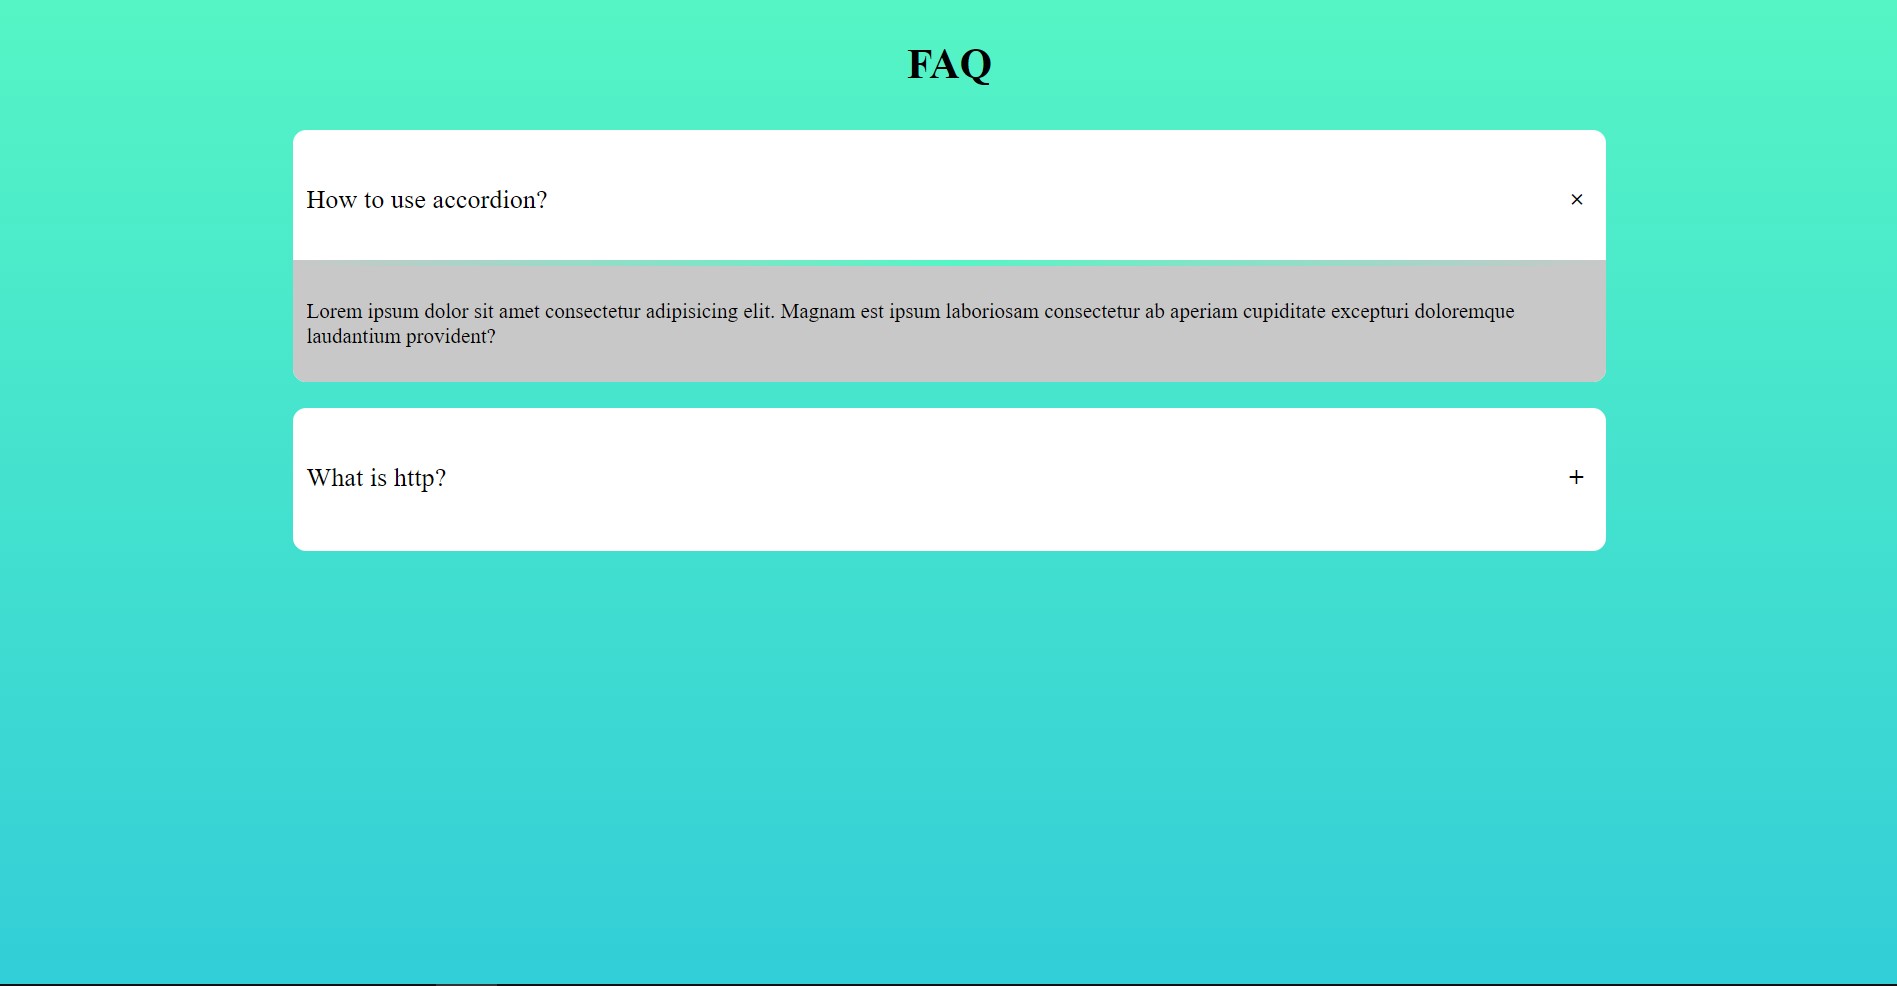 FAQ
How to use accordion?
×
Lorem ipsum dolor sit amet consectetur adipisicing elit. Magnam est ipsum laboriosam consectetur ab aperiam cupiditate excepturi doloremque
laudantium provident?
What is http?
+